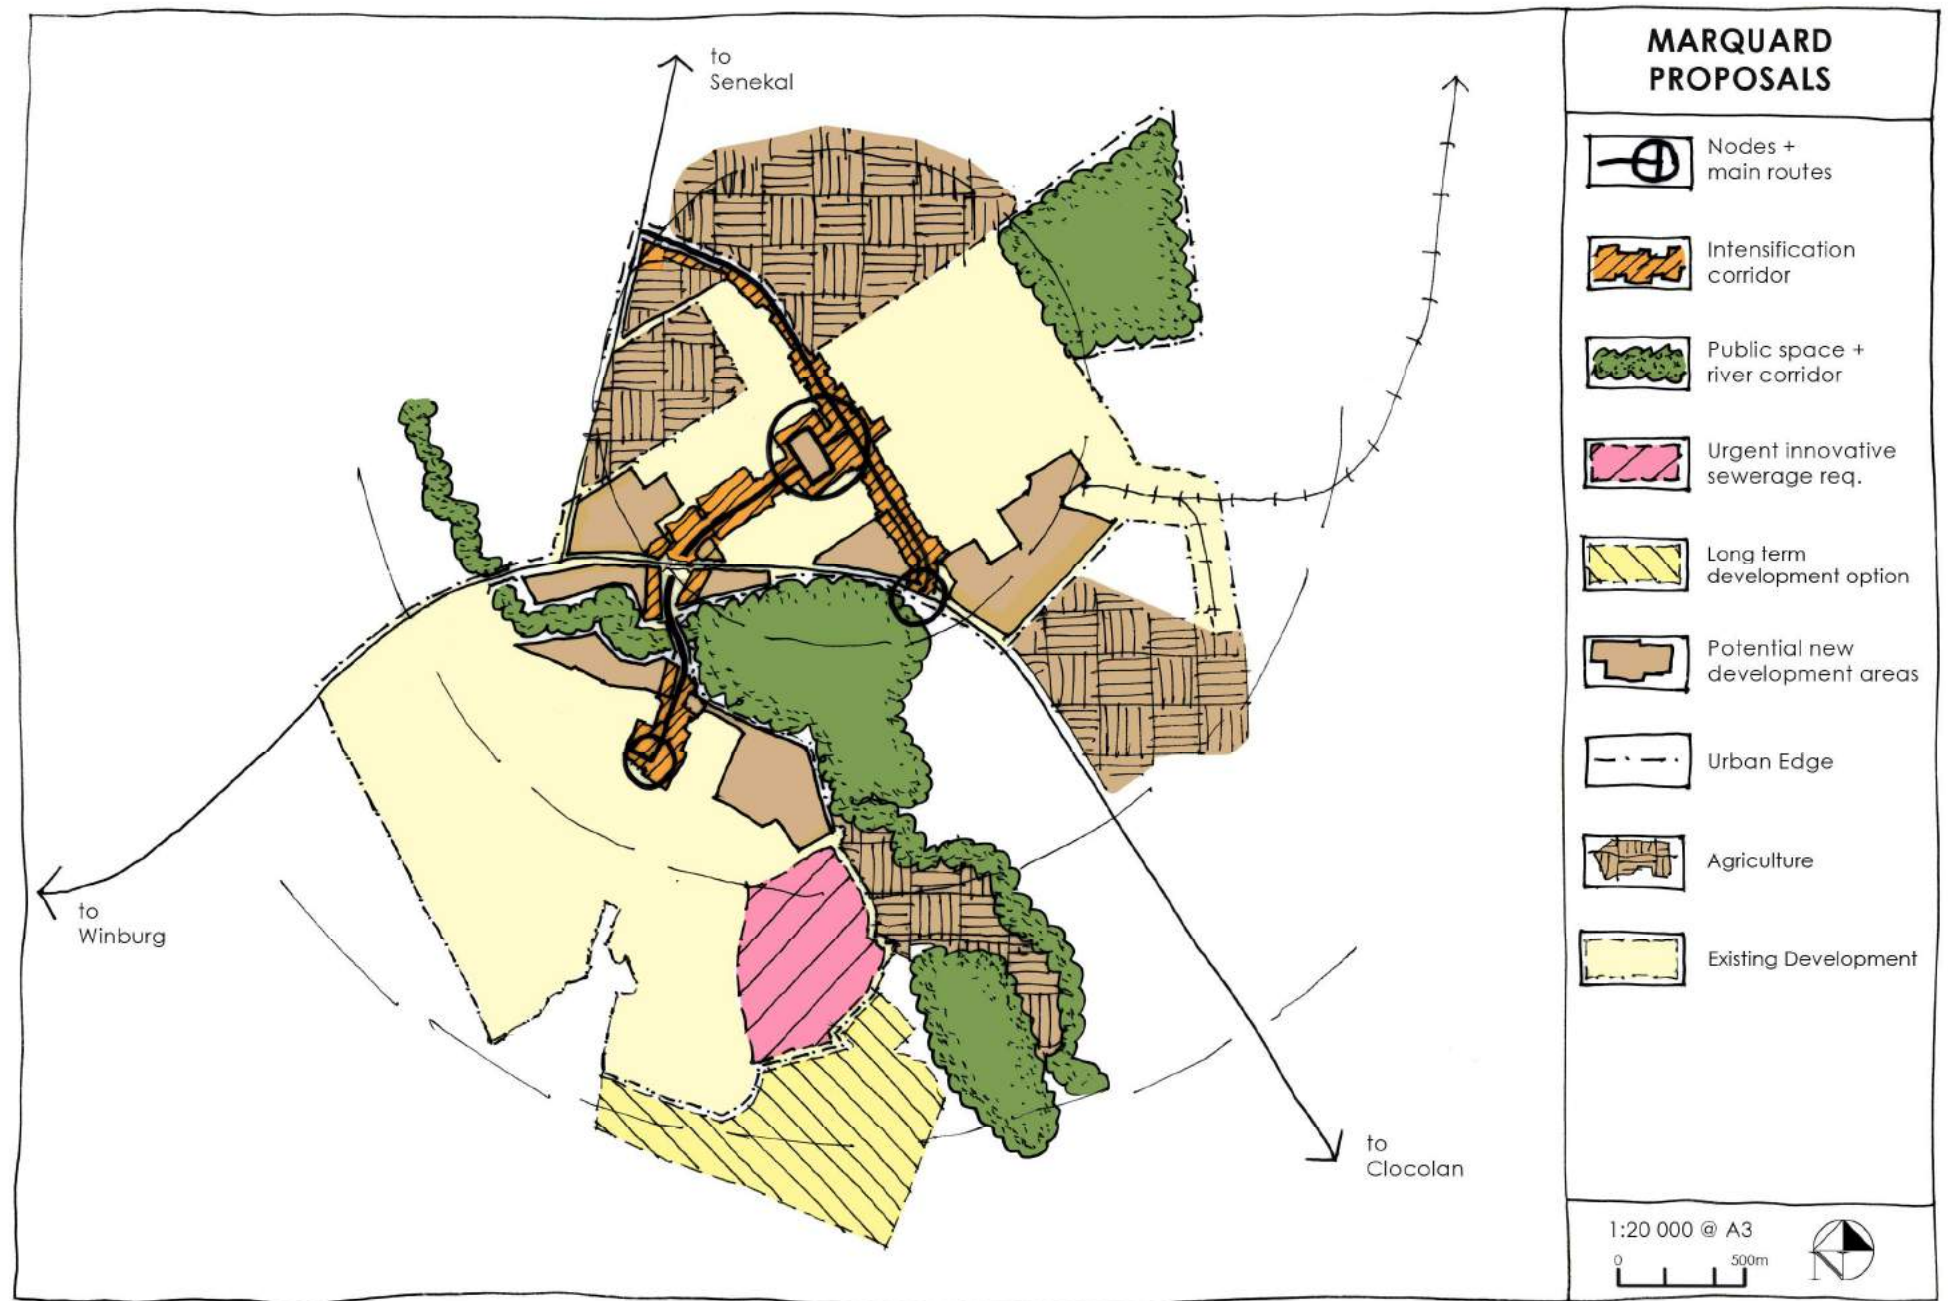 MARQUARD
PROPOSALS
to
Senekal
to
Winburg
to
Clocolan
Nodes +
main routes
Intensification
corridor
Public space +
river corridor
Urgent innovative
sewerage req.
Long term
development option
Potential new
development areas
Urban Edge
Agriculture
Existing Development
1:20 000 @ A3
0
500m
N